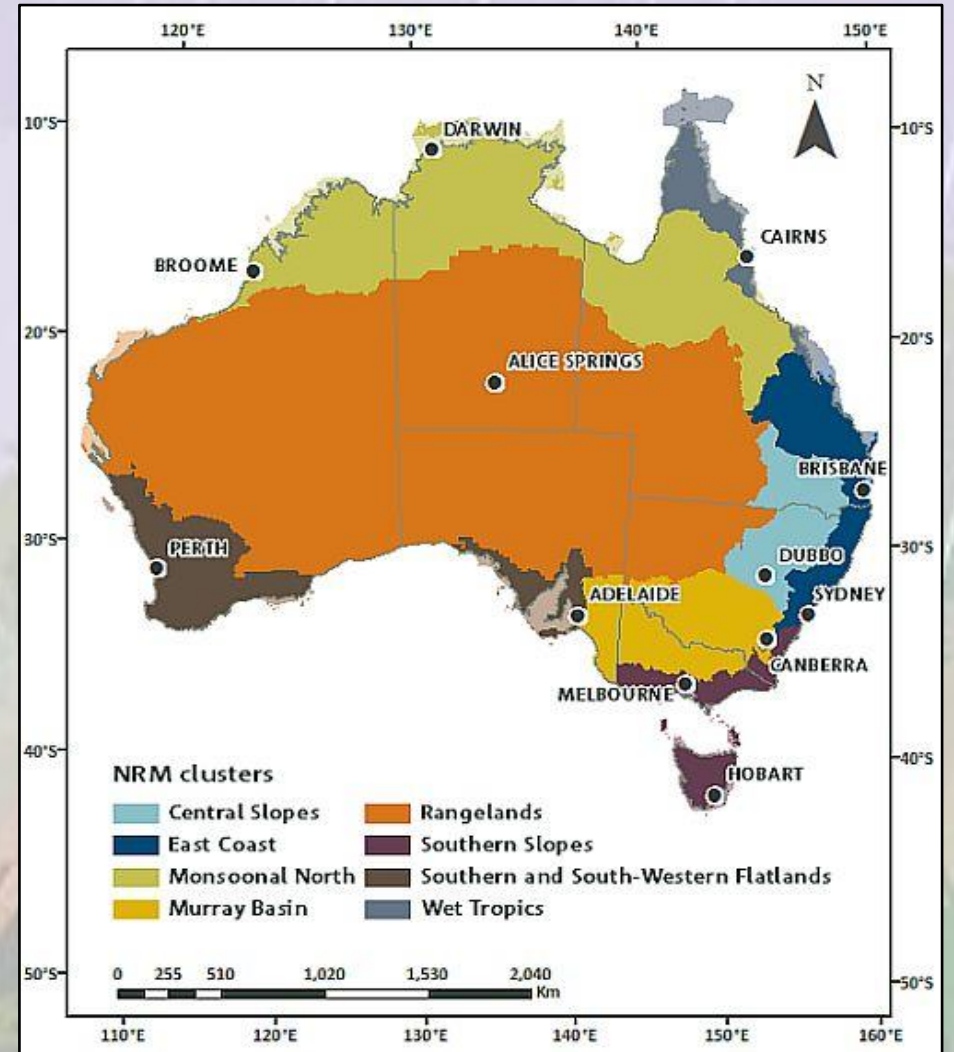 120°E 130°E 140°E 150°E
N
10°S DARWIN 10°S
CAIRNS
BROOME
20°S 20°S
ALICE SPRINGS
BRISBANE
30°S PERTH 30°S
DUBBO
ADELAIDE SYDNEY
CANBERRA
MELBOURNE
40°S 40°S
HOBART
NRM clusters
Central Slopes Rangelands
East Coast Southern Slopes
Monsoonal North Southern and South-Western Flatlands
Murray Basin Wet Tropics
50°S 0 255 510 1,020 1,530 2,040 50°S
Km
110°E 120°E 130°E 140°E 150°E 160°E